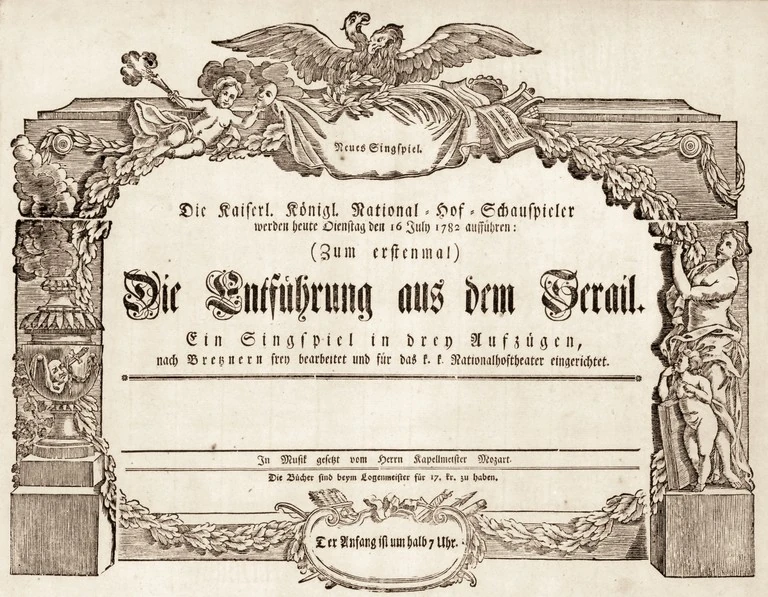 Neues Singspiel.
Die Kaiserl. Königl. National-Hof-Schauspieler
werden heute Dienstag den 16 July 1782 aufführen:
(Zum erstenmal)
Die Entführung aus dem Serail.
Ein Singspiel in drey Aufzügen,
nach Bretznern frey bearbeitet und für das k. k. Nationalhoftheater eingerichtet.
In Musik gesetzt vom Herrn Kapellmeister Mozart.
Die Bücher sind beym Logenmeister für 17. kr. zu haben.
Der Anfang ist um halb 7 Uhr.